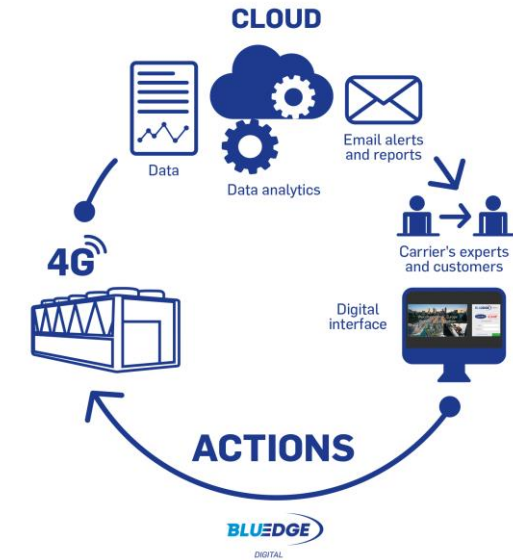 CLOUD
Data
Data analytics
Email alerts
and reports
4G
Carrier's experts
and customers
Digital
interface
ACTIONS
BLUEDGE
DIGITAL